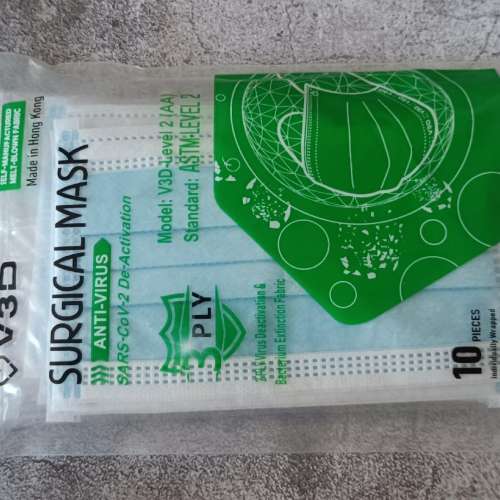 V3D
SELF-MANUFACTURED
MELT-BLOWN FABRIC
Made in Hong Kong
SURGICAL MASK
ANTI-VIRUS
SARS-CoV-2 De-Activation
Model: V3D-Level 2 (AA)
Standard: ASTM-LEVEL 2
3 PLY
Virus Deactivation &
Bacterium Extinction Fabric
10 PIECES
Individually Wrapped